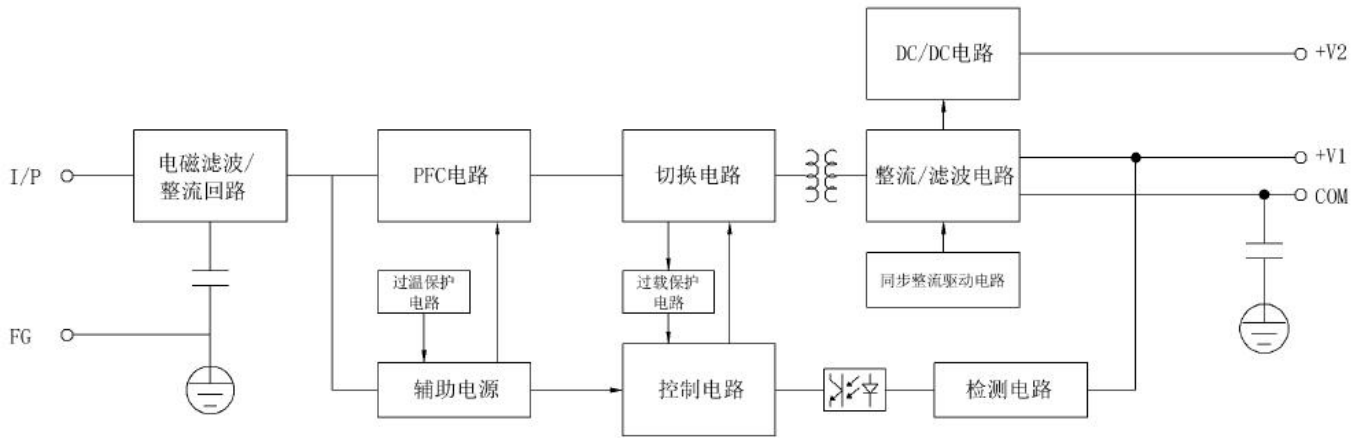 DC/DC电路
+V2
I/P
电磁滤波/
整流回路
PFC电路
切换电路
整流/滤波电路
+V1
COM
过温保护
电路
过载保护
电路
同步整流驱动电路
FG
辅助电源
控制电路
检测电路